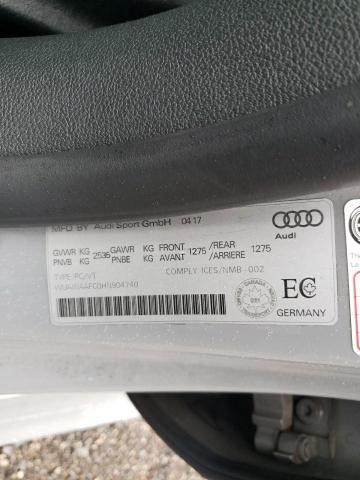 MFD BY Audi Sport GmbH 04 17
Audi
GVWR KG 2536 GAWR KG FRONT 1275 /REAR 1275
PNVB KG PNBE KG AVANT /ARRIERE
TYPE PC/VT
COMPLY ICES/NMB-002
EC
GERMANY